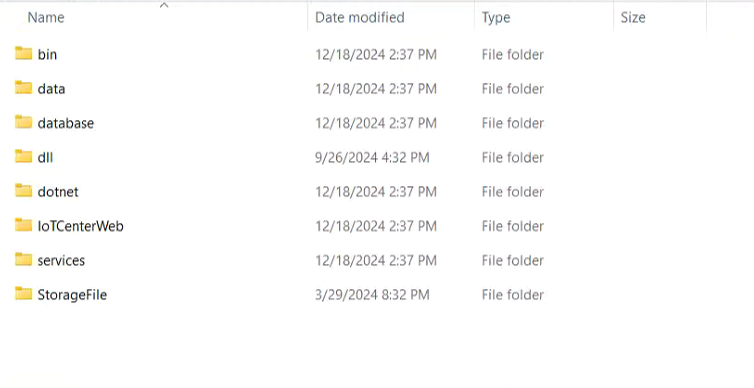 Name Date modified Type Size
bin 12/18/2024 2:37 PM File folder
data 12/18/2024 2:37 PM File folder
database 12/18/2024 2:37 PM File folder
dll 9/26/2024 4:32 PM File folder
dotnet 12/18/2024 2:37 PM File folder
IoTCenterWeb 12/18/2024 2:37 PM File folder
services 12/18/2024 2:37 PM File folder
StorageFile 3/29/2024 8:32 PM File folder